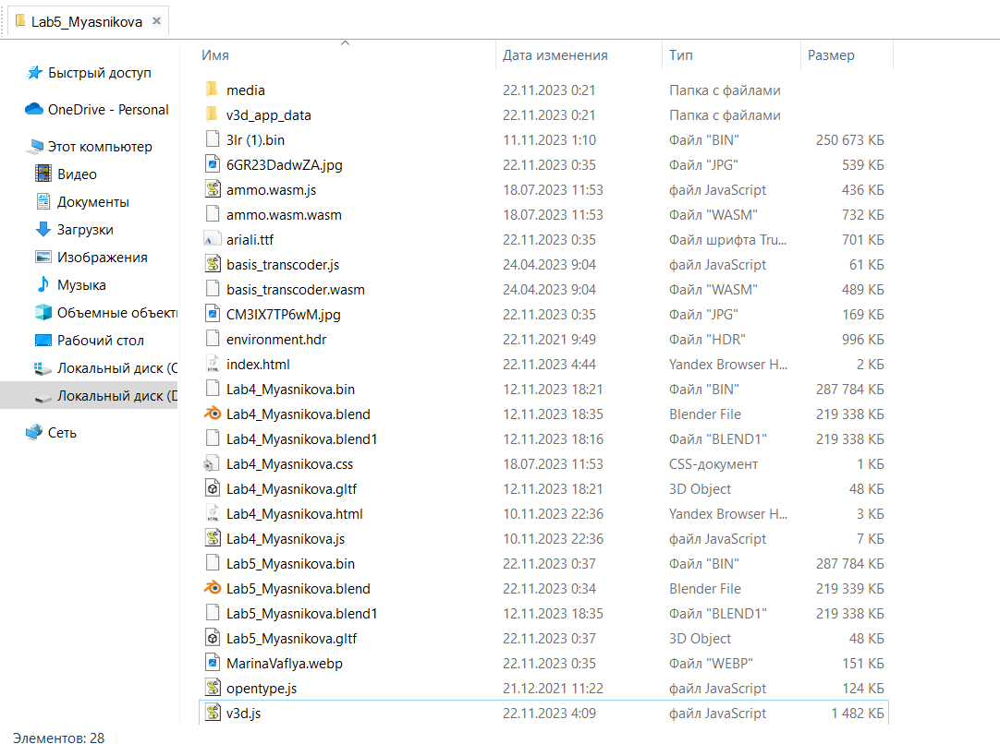 Lab5_Myasnikova ×
Имя Дата изменения Тип Размер
Быстрый доступ
OneDrive - Personal
Этот компьютер
Видео
Документы
Загрузки
Изображения
Музыка
Объемные объект
Рабочий стол
Локальный диск (C
Локальный диск (D
Сеть
media 22.11.2023 0:21 Папка с файлами
v3d_app_data 22.11.2023 0:21 Папка с файлами
3lr (1).bin 11.11.2023 1:10 Файл "BIN" 250 673 КБ
6GR23DadwZA.jpg 22.11.2023 0:35 Файл "JPG" 539 КБ
ammo.wasm.js 18.07.2023 11:53 файл JavaScript 436 КБ
ammo.wasm.wasm 18.07.2023 11:53 Файл "WASM" 732 КБ
ariali.ttf 22.11.2023 0:35 Файл шрифта Tru... 701 КБ
basis_transcoder.js 24.04.2023 9:04 файл JavaScript 61 КБ
basis_transcoder.wasm 24.04.2023 9:04 Файл "WASM" 489 КБ
CM3IX7TP6wM.jpg 22.11.2023 0:35 Файл "JPG" 169 КБ
environment.hdr 22.11.2021 9:49 Файл "HDR" 996 КБ
index.html 22.11.2023 4:44 Yandex Browser H... 2 КБ
Lab4_Myasnikova.bin 12.11.2023 18:21 Файл "BIN" 287 784 КБ
Lab4_Myasnikova.blend 12.11.2023 18:35 Blender File 219 338 КБ
Lab4_Myasnikova.blend1 12.11.2023 18:16 Файл "BLEND1" 219 338 КБ
Lab4_Myasnikova.css 18.07.2023 11:53 CSS-документ 1 КБ
Lab4_Myasnikova.gltf 12.11.2023 18:21 3D Object 48 КБ
Lab4_Myasnikova.html 10.11.2023 22:36 Yandex Browser H... 3 КБ
Lab4_Myasnikova.js 10.11.2023 22:36 файл JavaScript 7 КБ
Lab5_Myasnikova.bin 22.11.2023 0:37 Файл "BIN" 287 784 КБ
Lab5_Myasnikova.blend 22.11.2023 0:34 Blender File 219 339 КБ
Lab5_Myasnikova.blend1 12.11.2023 18:35 Файл "BLEND1" 219 338 КБ
Lab5_Myasnikova.gltf 22.11.2023 0:37 3D Object 48 КБ
MarinaVaflya.webp 22.11.2023 0:35 Файл "WEBP" 151 КБ
opentype.js 21.12.2021 11:22 файл JavaScript 124 КБ
v3d.js 22.11.2023 4:09 файл JavaScript 1 482 КБ
Элементов: 28